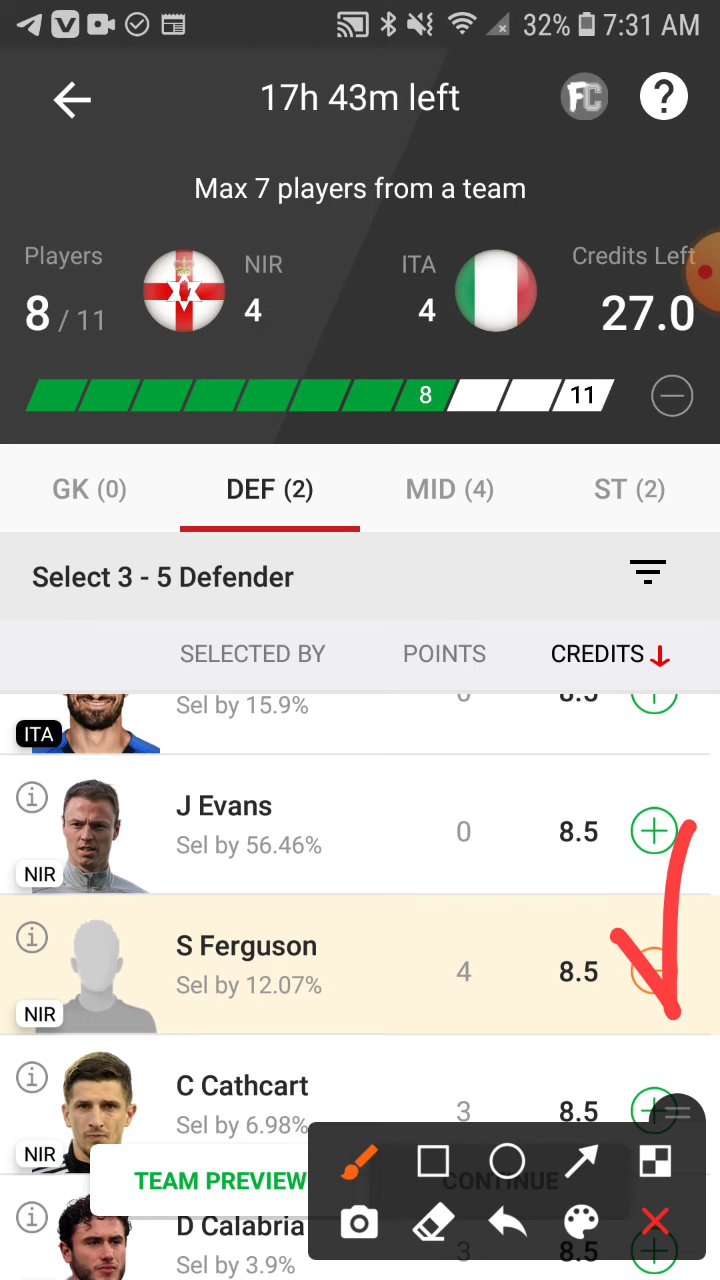 32% 7:31 AM
17h 43m left
FC ?
Max 7 players from a team
Players NIR ITA Credits Left
8 / 11 4 4 27.0
8 11
GK (0) DEF (2) MID (4) ST (2)
Select 3 - 5 Defender
SELECTED BY POINTS CREDITS
Sel by 15.9% 0 8.5
ITA
J Evans
Sel by 56.46% 0 8.5
NIR
S Ferguson
Sel by 12.07% 4 8.5
NIR
C Cathcart
Sel by 6.98% 3 8.5
NIR
TEAM PREVIEW CONTINUE
D Calabria
Sel by 3.9% 3 8.5